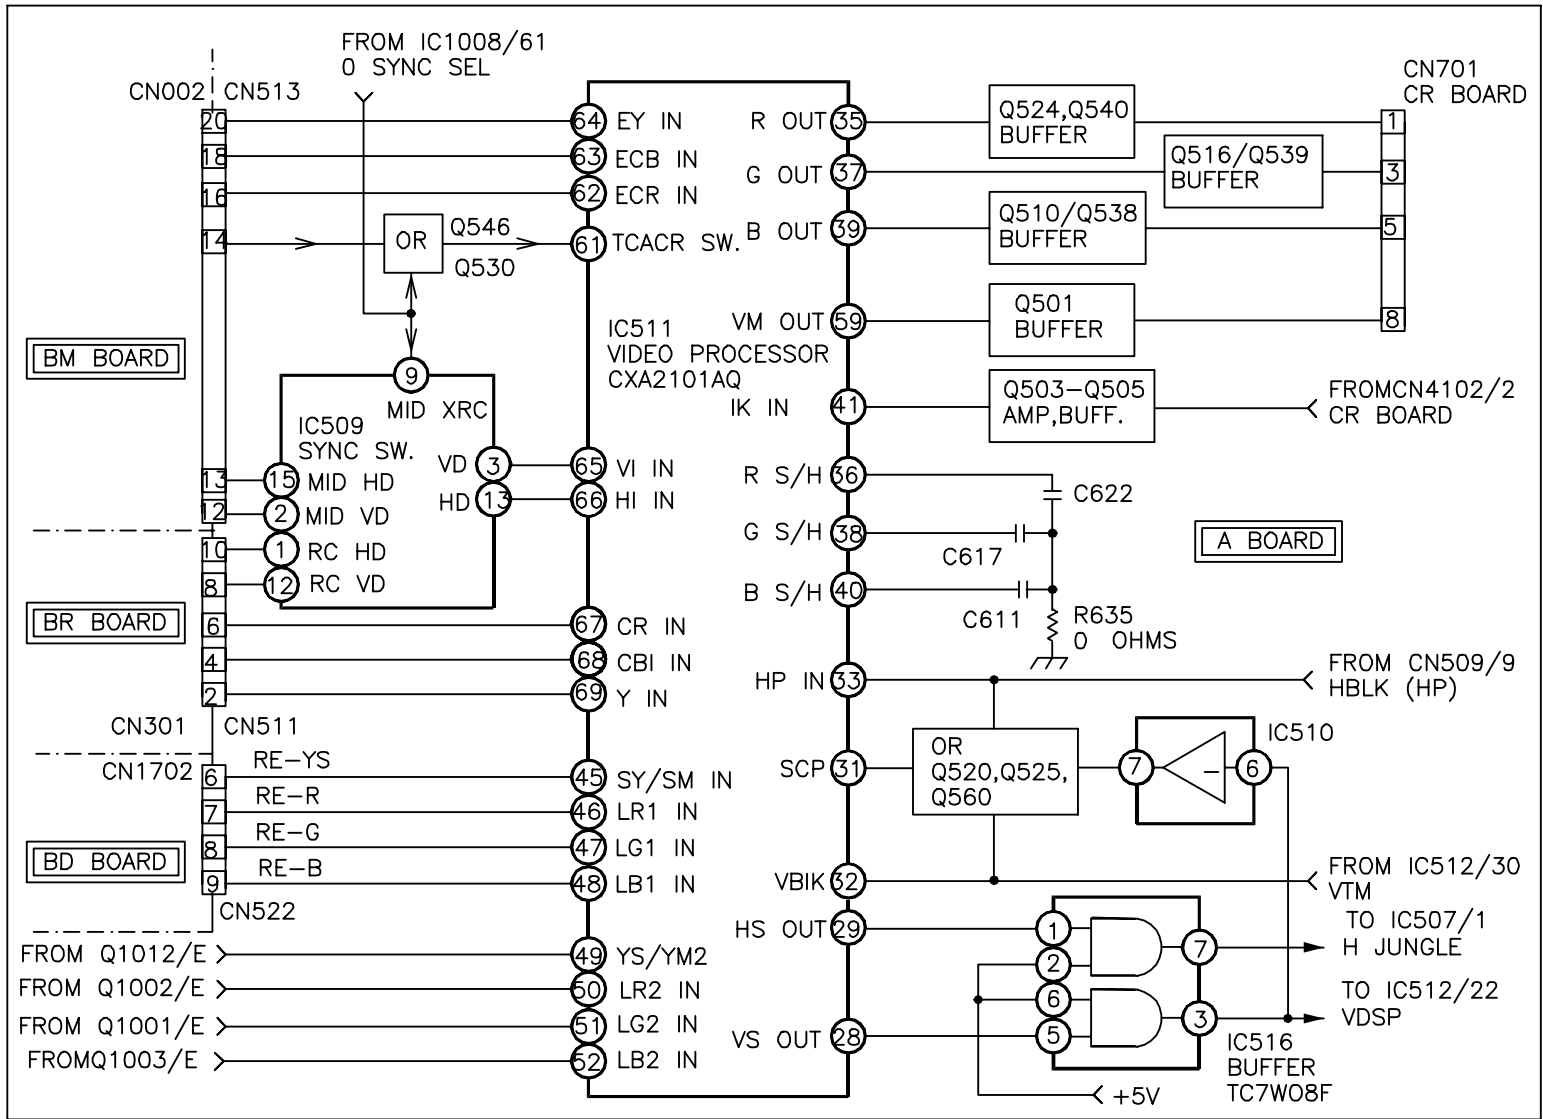 FROM IC1008/61
0 SYNC SEL
CN002 CN513
CN701
CR BOARD
20
64 EY IN
R OUT 35
Q524,Q540
BUFFER
1
18
63 ECB IN
G OUT 37
Q516/Q539
BUFFER
3
16
62 ECR IN
14
OR
Q546
Q530
61 TCACR SW.
B OUT 39
Q510/Q538
BUFFER
5
VM OUT 59
Q501
BUFFER
8
IC511
VIDEO PROCESSOR
CXA2101AQ
BM BOARD
9
MID XRC
IK IN 41
Q503-Q505
AMP,BUFF.
FROMCN4102/2
CR BOARD
IC509
SYNC SW.
VD 3
65 VI IN
HD 13
66 HI IN
13
15 MID HD
12
2 MID VD
10
1 RC HD
8
12 RC VD
R S/H 36
C622
G S/H 38
C617
B S/H 40
C611
R635
0 OHMS
A BOARD
BR BOARD
6
67 CR IN
4
68 CBI IN
2
69 Y IN
HP IN 33
FROM CN509/9
HBLK (HP)
CN301 CN511
CN1702
6
RE-YS
45 SY/SM IN
SCP 31
OR
Q520,Q525,
Q560
7
-
6
IC510
7
RE-R
46 LR1 IN
8
RE-G
47 LG1 IN
BD BOARD
9
RE-B
48 LB1 IN
VBIK 32
FROM IC512/30
VTM
CN522
HS OUT 29
1
2
7
TO IC507/1
H JUNGLE
FROM Q1012/E
49 YS/YM2
FROM Q1002/E
50 LR2 IN
6
TO IC512/22
VDSP
FROM Q1001/E
51 LG2 IN
VS OUT 28
5
3
FROMQ1003/E
52 LB2 IN
IC516
BUFFER
TC7W08F
+5V